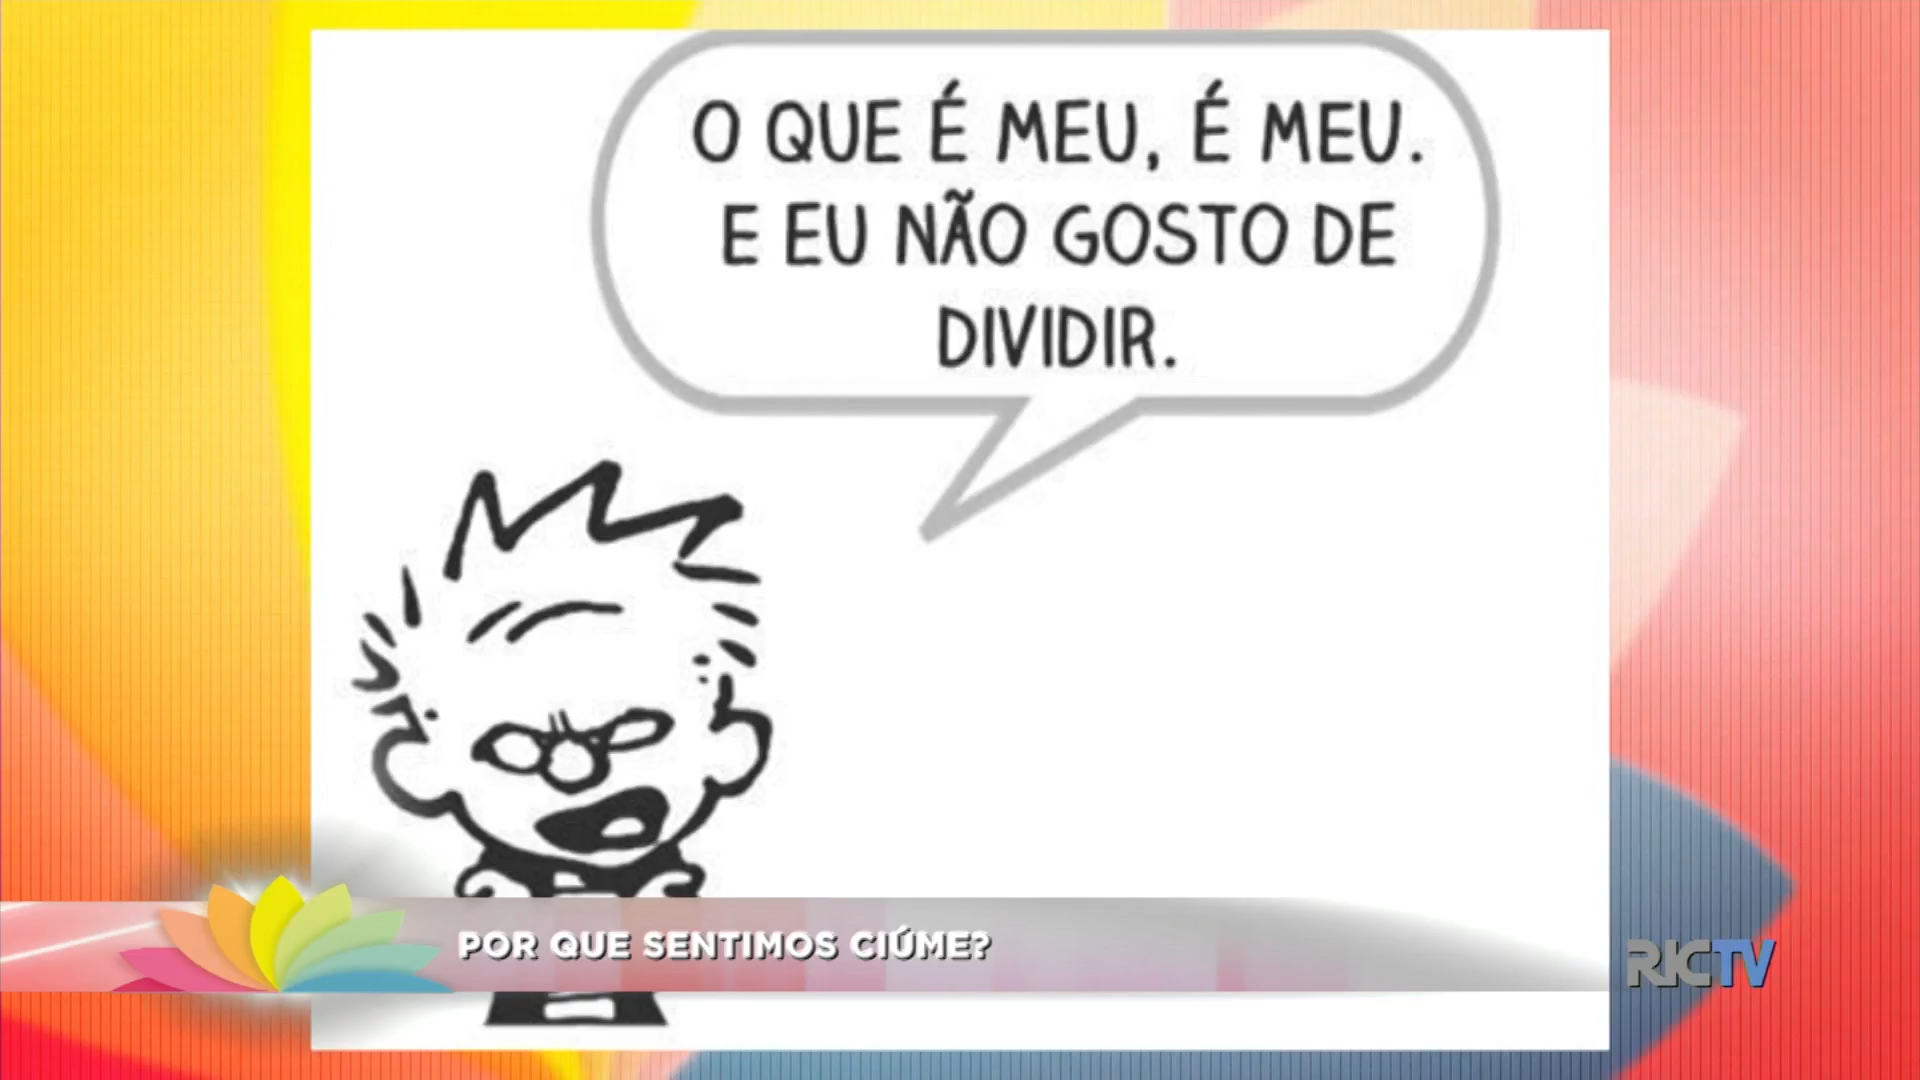 O QUE É MEU, É MEU.
E EU NÃO GOSTO DE
DIVIDIR.
POR QUE SENTIMOS CIÚME?
RICTV